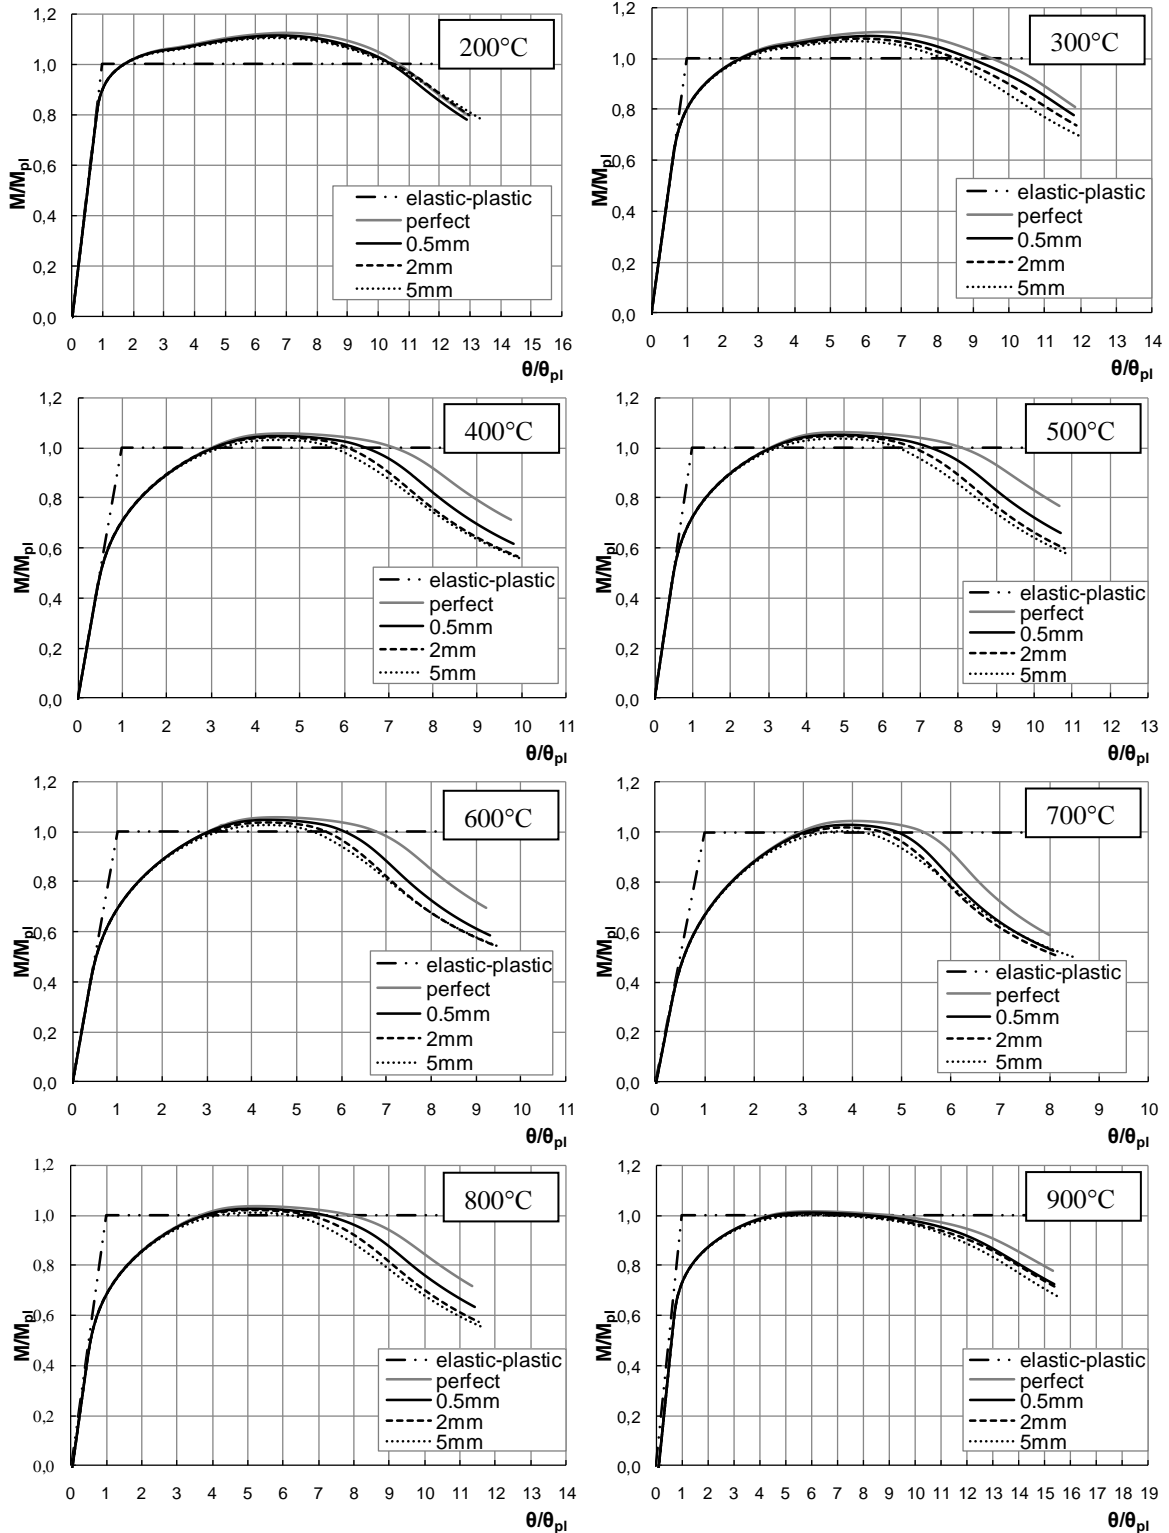 200°C
1,2
1,0
0,8
0,6
0,4
0,2
0,0
M/Mpl
elastic-plastic
perfect
0.5mm
2mm
5mm
0 1 2 3 4 5 6 7 8 9 10 11 12 13 14 15 16
θ/θpl
300°C
1,2
1,0
0,8
0,6
0,4
0,2
0,0
M/Mpl
elastic-plastic
perfect
0.5mm
2mm
5mm
0 1 2 3 4 5 6 7 8 9 10 11 12 13 14
θ/θpl
400°C
1,2
1,0
0,8
0,6
0,4
0,2
0,0
M/Mpl
elastic-plastic
perfect
0.5mm
2mm
5mm
0 1 2 3 4 5 6 7 8 9 10 11
θ/θpl
500°C
1,2
1,0
0,8
0,6
0,4
0,2
0,0
M/Mpl
elastic-plastic
perfect
0.5mm
2mm
5mm
0 1 2 3 4 5 6 7 8 9 10 11 12 13
θ/θpl
600°C
1,2
1,0
0,8
0,6
0,4
0,2
0,0
M/Mpl
elastic-plastic
perfect
0.5mm
2mm
5mm
0 1 2 3 4 5 6 7 8 9 10 11
θ/θpl
700°C
1,2
1,0
0,8
0,6
0,4
0,2
0,0
M/Mpl
elastic-plastic
perfect
0.5mm
2mm
5mm
0 1 2 3 4 5 6 7 8 9 10
θ/θpl
800°C
1,2
1,0
0,8
0,6
0,4
0,2
0,0
M/Mpl
elastic-plastic
perfect
0.5mm
2mm
5mm
0 1 2 3 4 5 6 7 8 9 10 11 12 13 14
θ/θpl
900°C
1,2
1,0
0,8
0,6
0,4
0,2
0,0
M/Mpl
elastic-plastic
perfect
0.5mm
2mm
5mm
0 1 2 3 4 5 6 7 8 9 10 11 12 13 14 15 16 17 18 19
θ/θpl